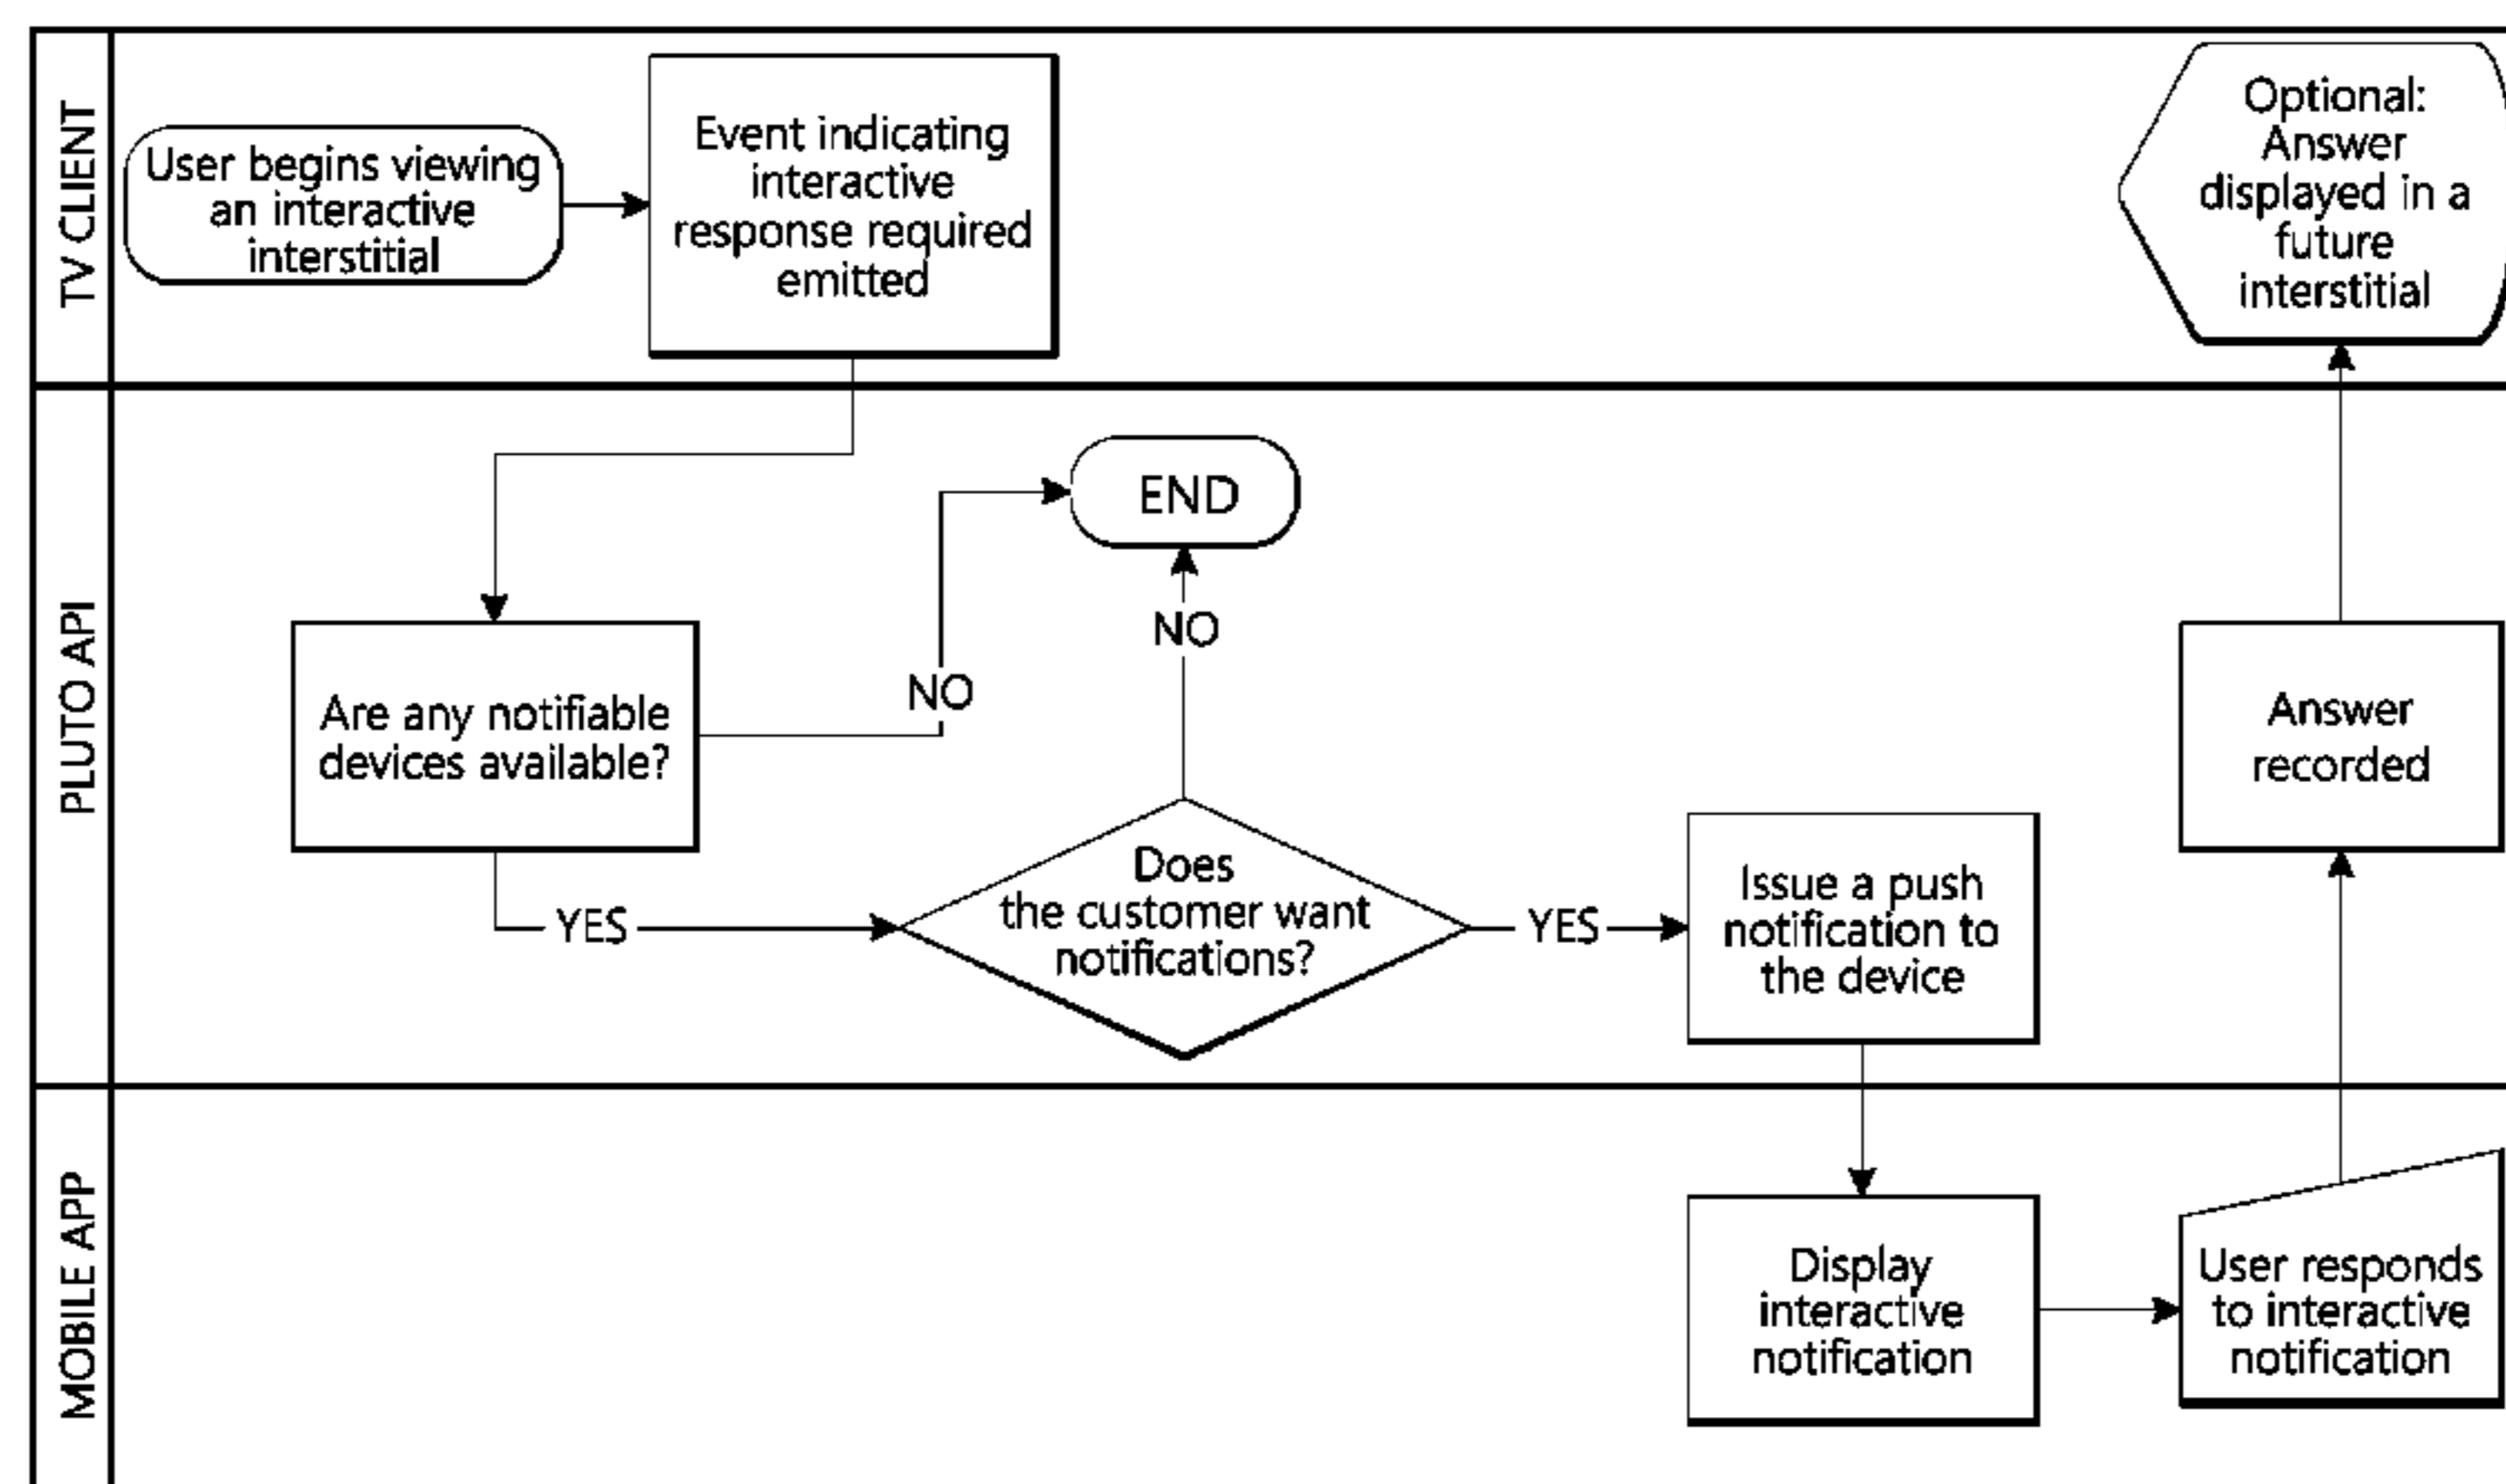 TV CLIENT
User begins viewing
an interactive
interstitial
Event indicating
interactive
response required
emitted
Optional:
Answer
displayed in a
future
interstitial
PLUTO API
END
NO
NO
Are any notifiable
devices available?
YES
Does
the customer want
notifications?
YES
Issue a push
notification to
the device
Answer
recorded
MOBILE APP
Display
interactive
notification
User responds
to interactive
notification